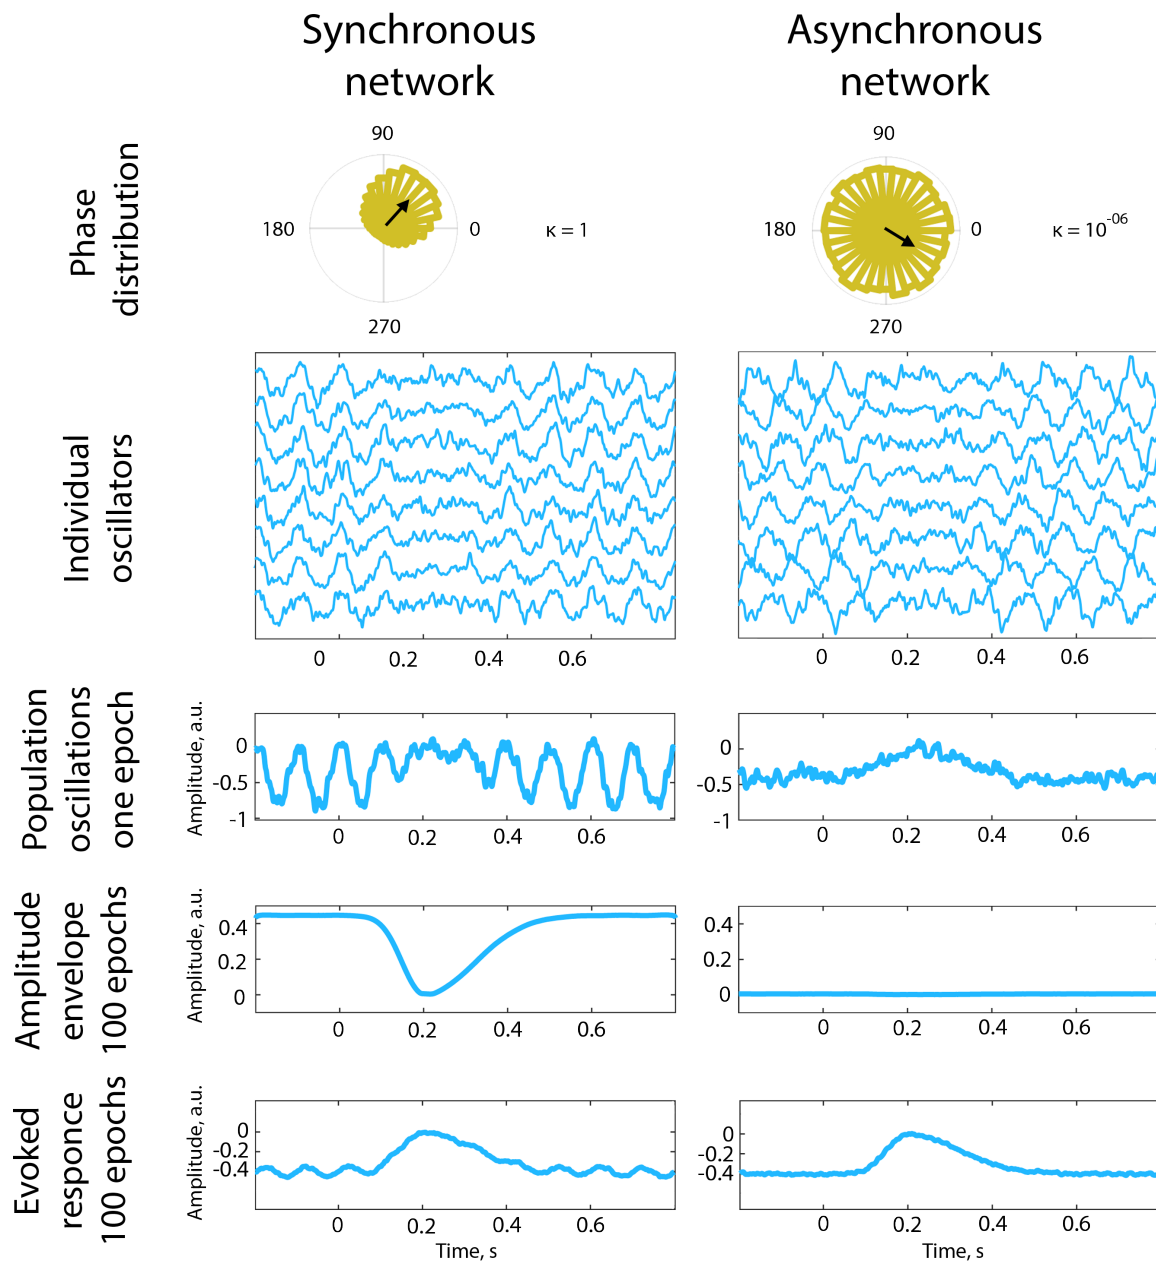 Synchronous
network
Asynchronous
network
Phase
distribution
90
180
0
270
κ = 1
90
180
0
270
κ = 10-06
Individual
oscillators
0 0.2 0.4 0.6
0 0.2 0.4 0.6
Population
oscillations
one epoch
Amplitude, a.u.
0
-0.5
-1
0 0.2 0.4 0.6
0
-0.5
-1
0 0.2 0.4 0.6
Amplitude
envelope
100 epochs
Amplitude, a.u.
0.4
0.2
0
0 0.2 0.4 0.6
0.4
0.2
0
0 0.2 0.4 0.6
Evoked
responce
100 epochs
Amplitude, a.u.
0
-0.2
-0.4
0 0.2 0.4 0.6
Time, s
0
-0.2
-0.4
0 0.2 0.4 0.6
Time, s